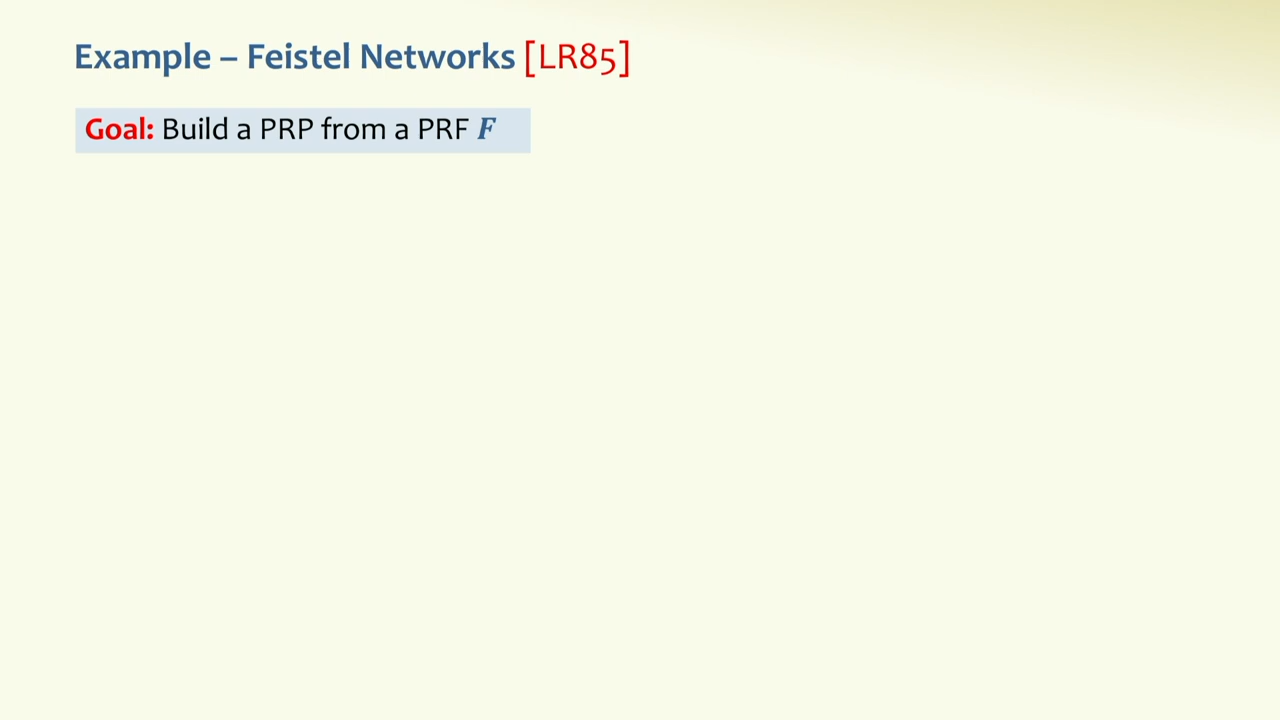 Example – Feistel Networks [LR85]
Goal: Build a PRP from a PRF F